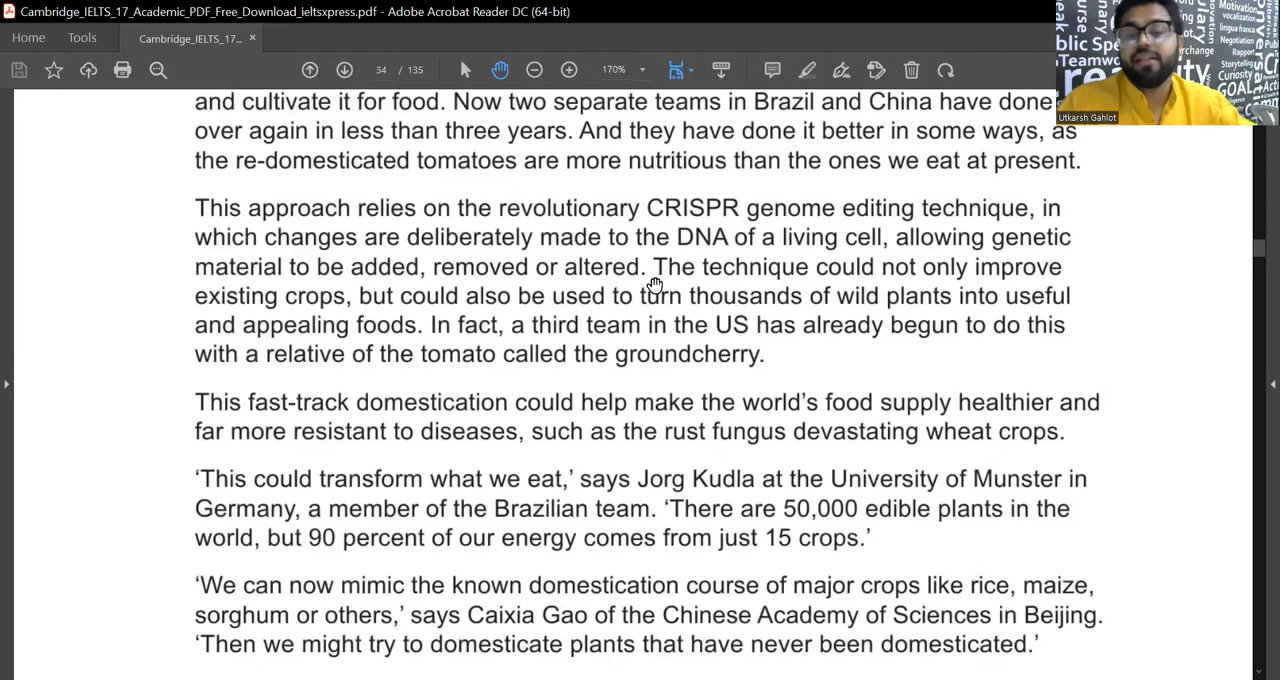 Cambridge_IELTS_17_Academic_PDF_Free_Download_ieltsxpress.pdf - Adobe Acrobat Reader DC (64-bit)
Home Tools Cambridge_IELTS_17... ×
34 / 135 170%
and cultivate it for food. Now two separate teams in Brazil and China have done
over again in less than three years. And they have done it better in some ways, as
the re-domesticated tomatoes are more nutritious than the ones we eat at present.
This approach relies on the revolutionary CRISPR genome editing technique, in
which changes are deliberately made to the DNA of a living cell, allowing genetic
material to be added, removed or altered. The technique could not only improve
existing crops, but could also be used to turn thousands of wild plants into useful
and appealing foods. In fact, a third team in the US has already begun to do this
with a relative of the tomato called the groundcherry.
This fast-track domestication could help make the world’s food supply healthier and
far more resistant to diseases, such as the rust fungus devastating wheat crops.
‘This could transform what we eat,’ says Jorg Kudla at the University of Munster in
Germany, a member of the Brazilian team. ‘There are 50,000 edible plants in the
world, but 90 percent of our energy comes from just 15 crops.’
‘We can now mimic the known domestication course of major crops like rice, maize,
sorghum or others,’ says Caixia Gao of the Chinese Academy of Sciences in Beijing.
‘Then we might try to domesticate plants that have never been domesticated.’
Motivation
vocalization
lingua franca
Negotiation
Rapport
Storytelling
Curiosity
GOAL
Teamwork
Utkarsh Gahlot